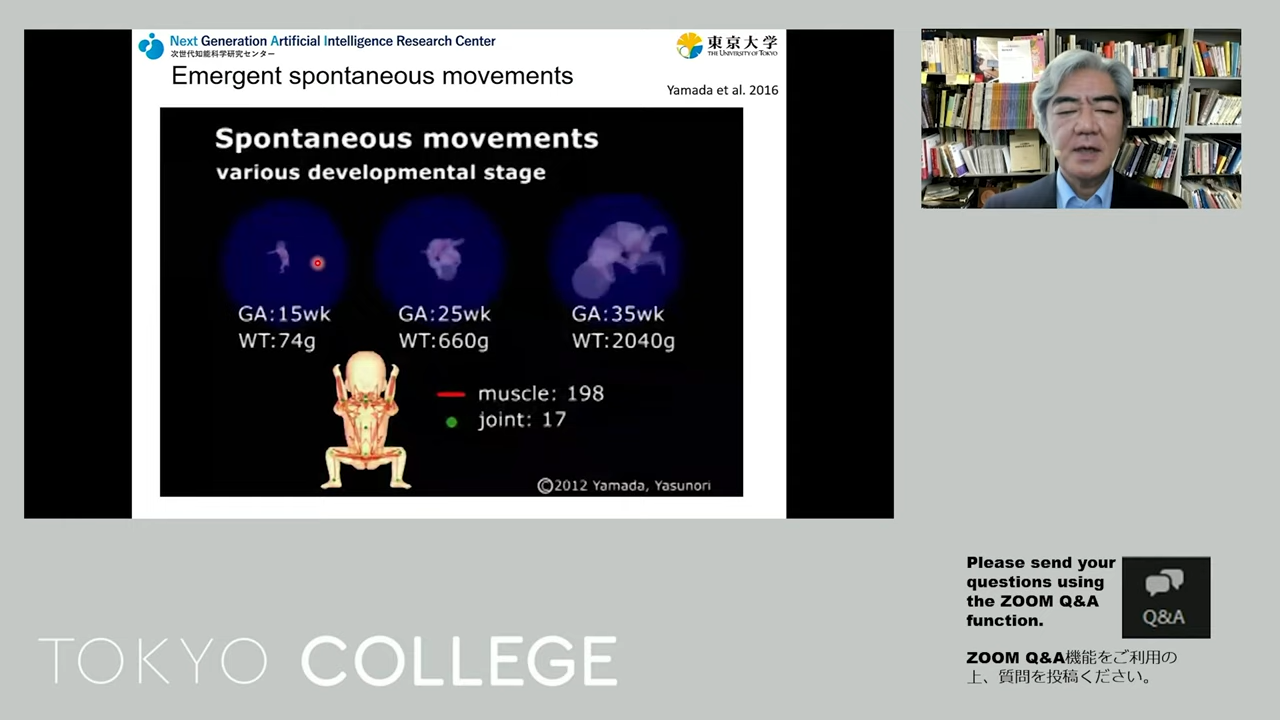 Next Generation Artificial Intelligence Research Center
次世代知能科学研究センター
東京大学
THE UNIVERSITY OF TOKYO
Emergent spontaneous movements
Yamada et al. 2016
Spontaneous movements
various developmental stage
GA:15wk
WT:74g
GA:25wk
WT:660g
GA:35wk
WT:2040g
muscle: 198
joint: 17
©2012 Yamada, Yasunori
Please send your
questions using
the ZOOM Q&A
function.
Q&A
ZOOM Q&A機能をご利用の
上、質問を投稿ください。
TOKYO COLLEGE